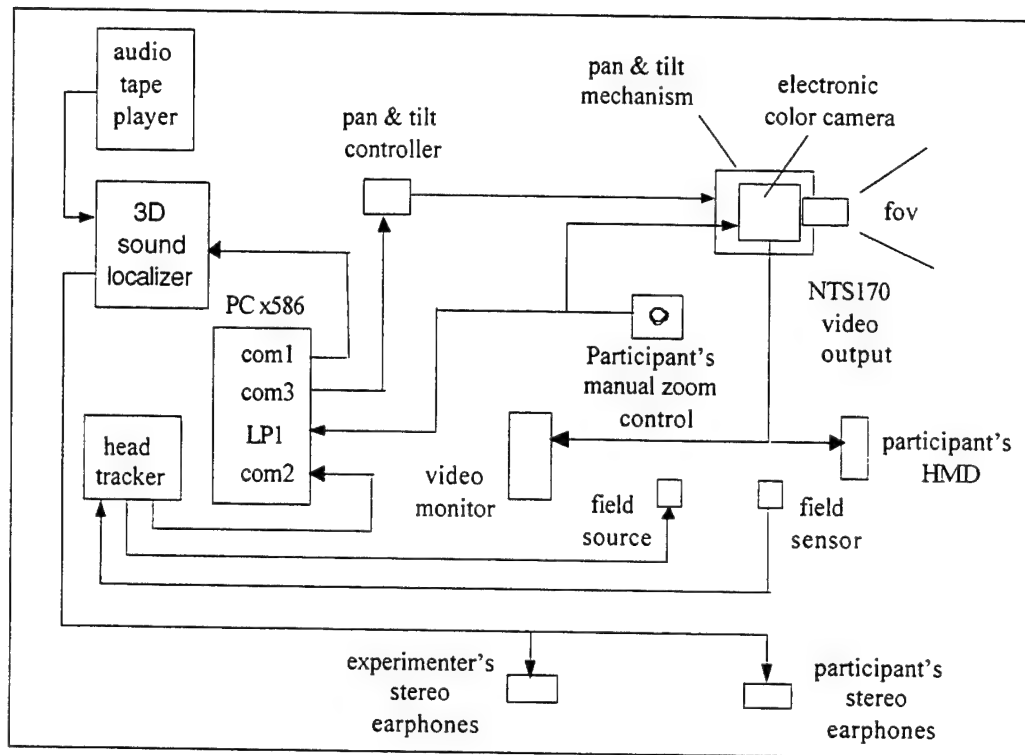 audio
tape
player
pan & tilt
controller
pan & tilt
mechanism
electronic
color camera
fov
3D
sound
localizer
NTS170
video
output
PC x586
com1
com3
LP1
com2
Participant's
manual zoom
control
head
tracker
video
monitor
field
source
field
sensor
participant's
HMD
experimenter's
stereo
earphones
participant's
stereo
earphones